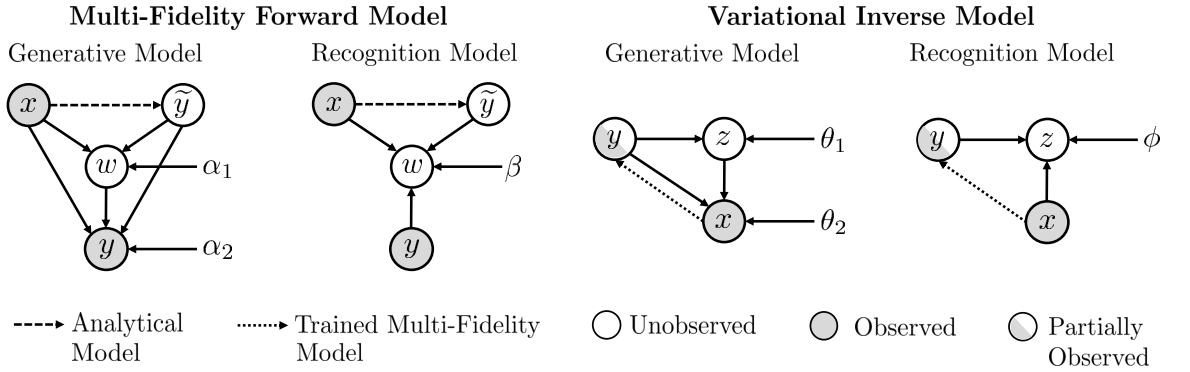 Multi-Fidelity Forward Model
Variational Inverse Model
Generative Model
Recognition Model
Generative Model
Recognition Model
x
ỹ
w
α₁
y
α₂
x
ỹ
w
β
y
y
z
θ₁
x
θ₂
y
z
ϕ
x
Analytical
Model
Trained Multi-Fidelity
Model
Unobserved
Observed
Partially
Observed